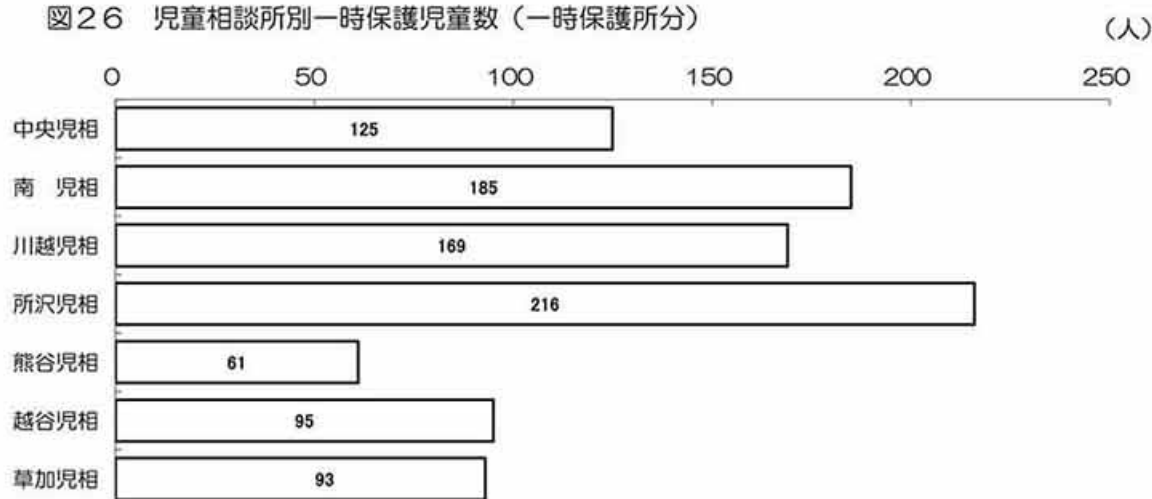 図26　児童相談所別一時保護児童数（一時保護所分）
（人）
0 50 100 150 200 250
中央児相 125
南　児相 185
川越児相 169
所沢児相 216
熊谷児相 61
越谷児相 95
草加児相 93